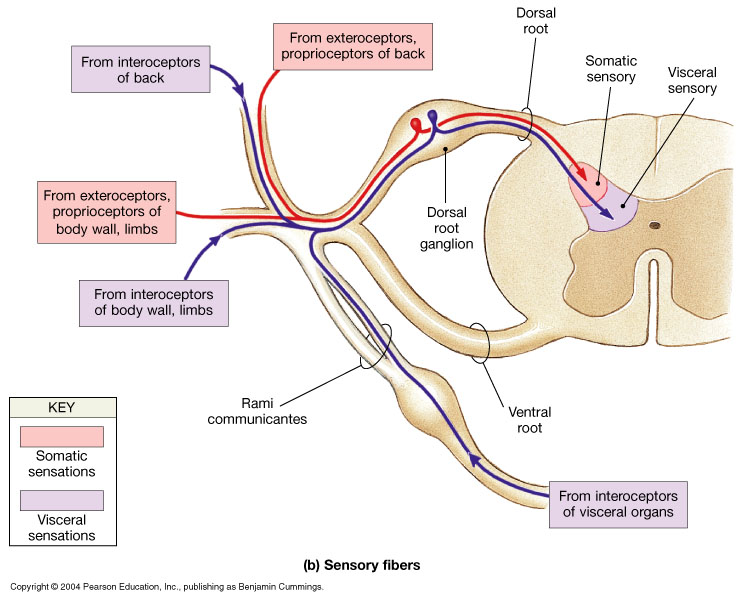 Dorsal
root
From exteroceptors,
proprioceptors of back
From interoceptors
of back
Somatic
sensory
Visceral
sensory
From exteroceptors,
proprioceptors of
body wall, limbs
Dorsal
root
ganglion
From interoceptors
of body wall, limbs
Rami
communicantes
Ventral
root
KEY
Somatic
sensations
Visceral
sensations
From interoceptors
of visceral organs
(b) Sensory fibers
Copyright © 2004 Pearson Education, Inc., publishing as Benjamin Cummings.